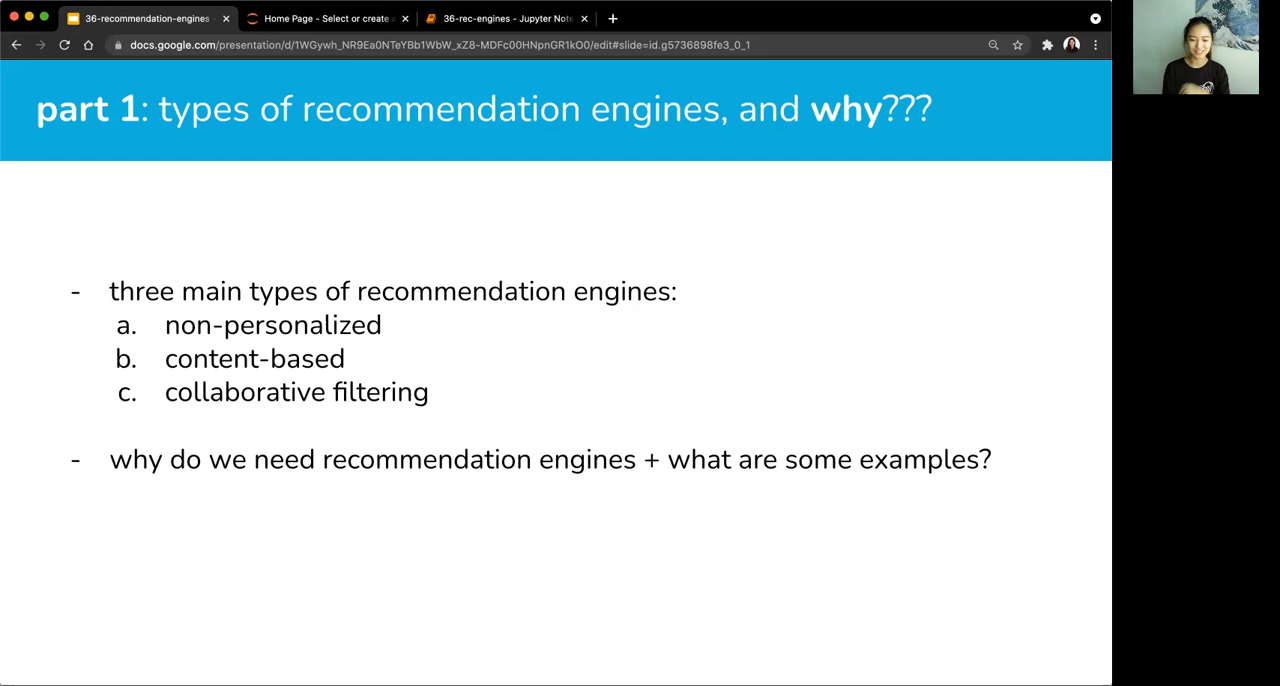 36-recommendation-engines -
Home Page - Select or create a
36-rec-engines - Jupyter Note
docs.google.com/presentation/d/1WGywh_NR9Ea0NTeYBb1WbW_xZ8-MDFc00HNpnGR1kO0/edit#slide=id.g5736898fe3_0_1
part 1: types of recommendation engines, and why???
- three main types of recommendation engines:
a. non-personalized
b. content-based
c. collaborative filtering
- why do we need recommendation engines + what are some examples?